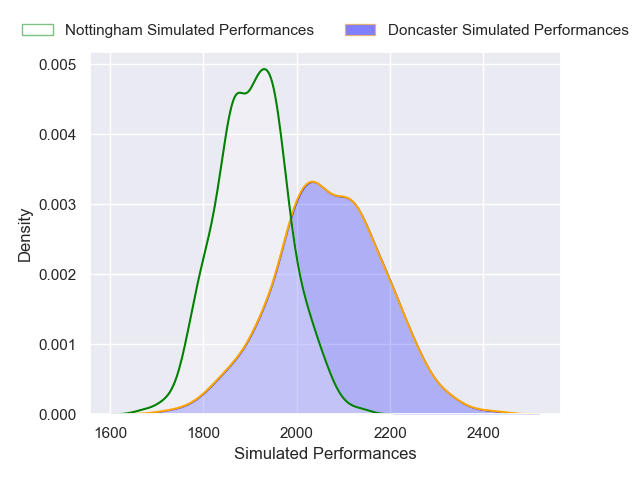 Nottingham Simulated Performances Doncaster Simulated Performances
0.005
0.004
0.003
0.002
0.001
0.000
Density
1600 1800 2000 2200 2400
Simulated Performances